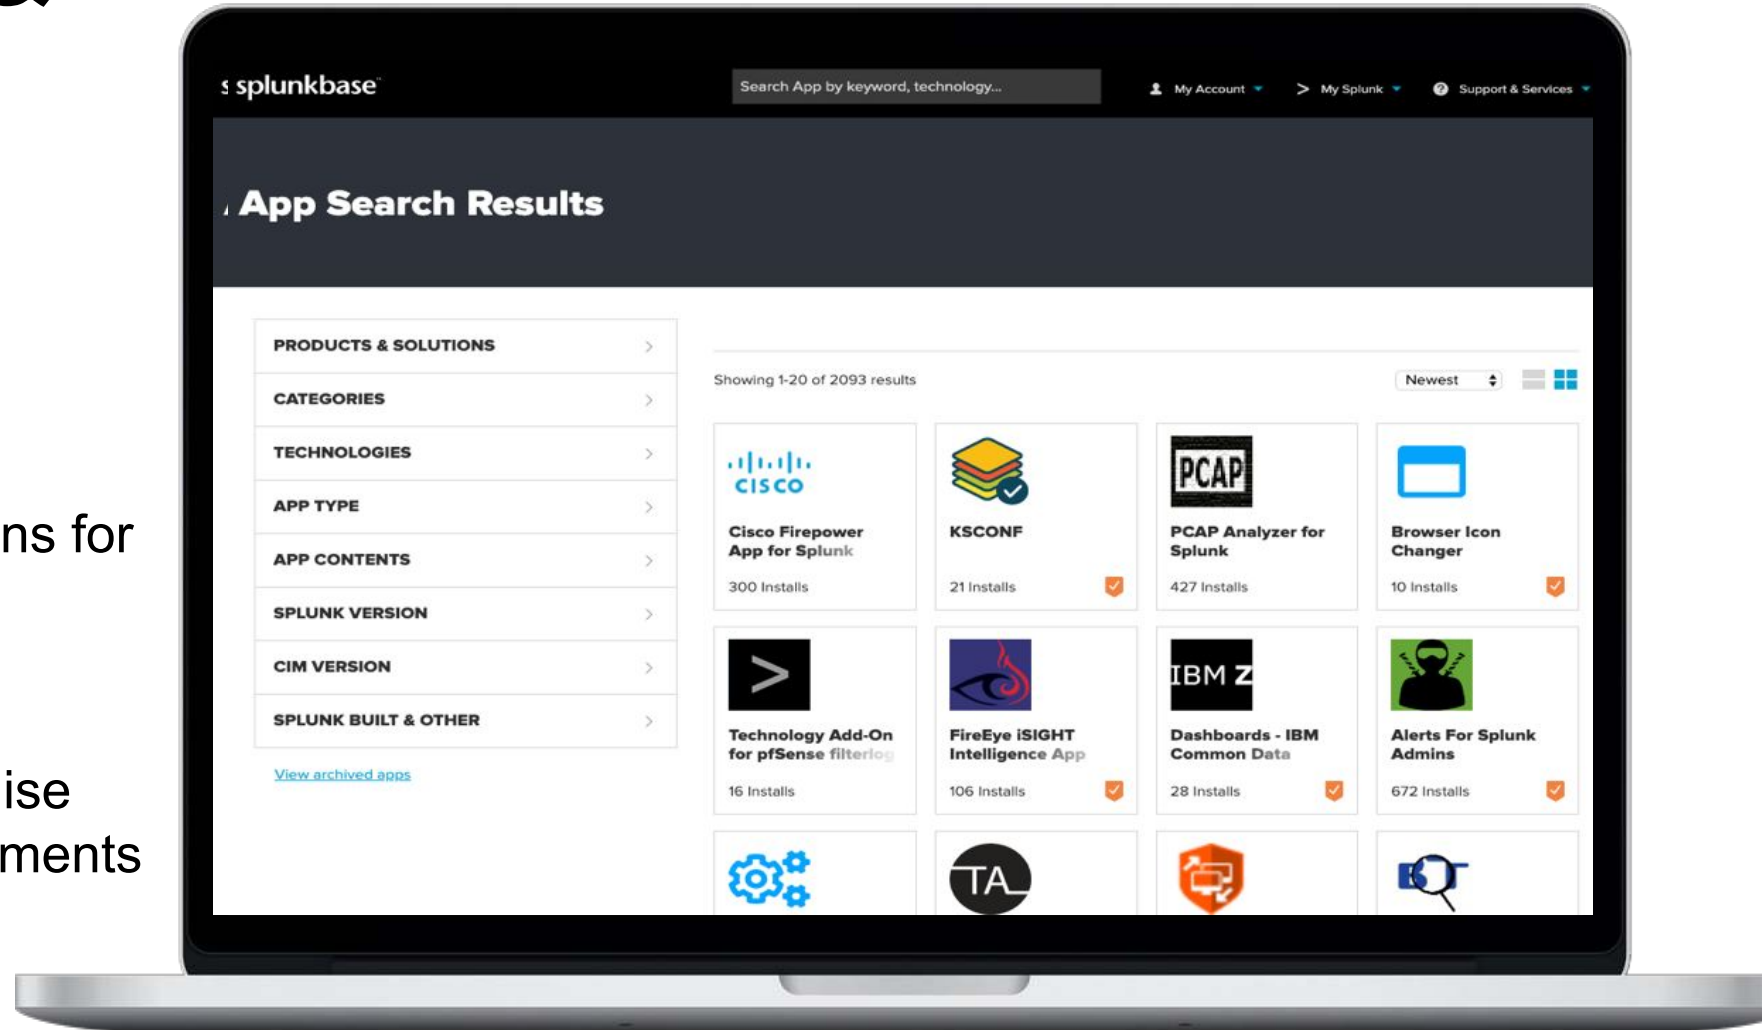 &
ns for
ise
ments
splunkbase
Search App by keyword, technology...
My Account
My Splunk
Support & Services
App Search Results
PRODUCTS & SOLUTIONS
CATEGORIES
TECHNOLOGIES
APP TYPE
APP CONTENTS
SPLUNK VERSION
CIM VERSION
SPLUNK BUILT & OTHER
View archived apps
Showing 1-20 of 2093 results
Newest
CISCO
Cisco Firepower
App for Splunk
300 Installs
KSCONF
21 Installs
PCAP
PCAP Analyzer for
Splunk
427 Installs
Browser Icon
Changer
10 Installs
>
Technology Add-On
for pfSense filterlog
16 Installs
FireEye iSIGHT
Intelligence App
106 Installs
IBM Z
Dashboards - IBM
Common Data
28 Installs
Alerts For Splunk
Admins
672 Installs
TA_